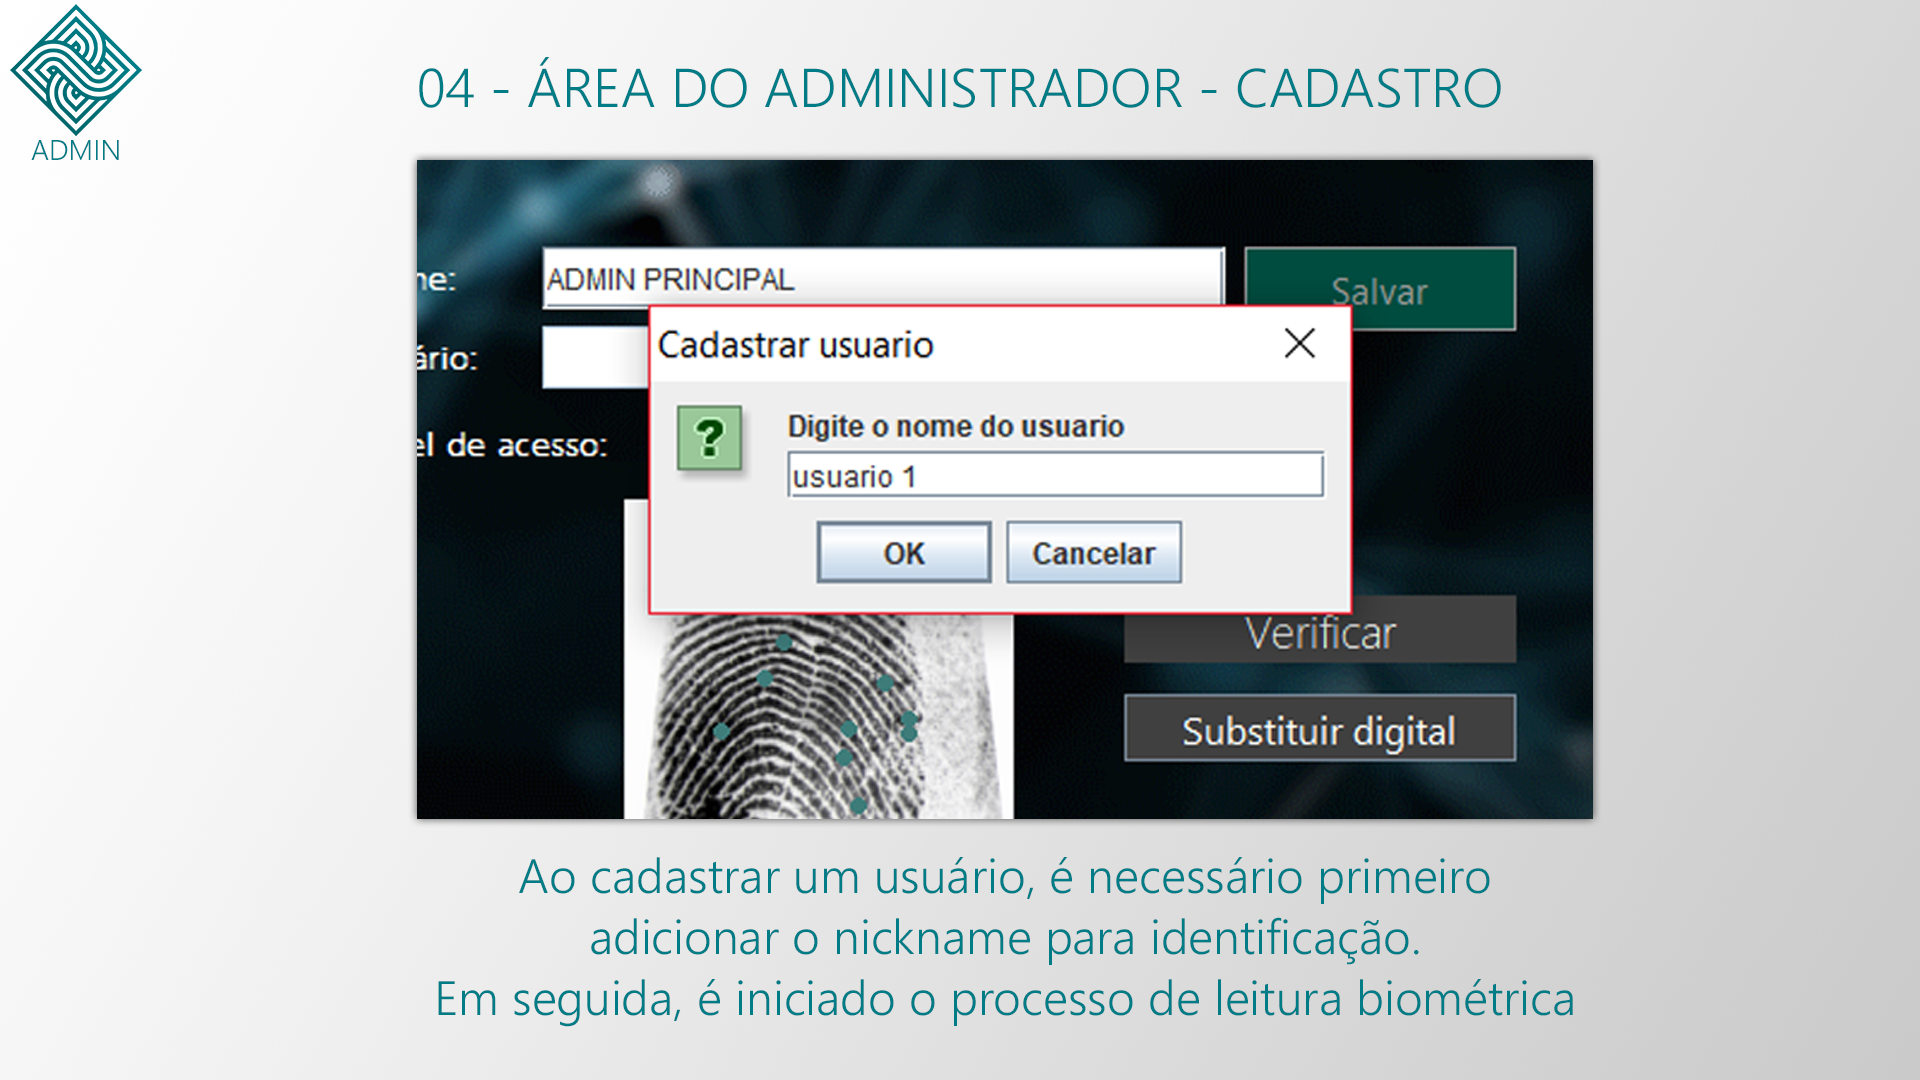 ADMIN
04 - ÁREA DO ADMINISTRADOR - CADASTRO
ne:
ADMIN PRINCIPAL
Salvar
ário:
Cadastrar usuario
el de acesso:
?
Digite o nome do usuario
usuario 1
OK
Cancelar
Verificar
Substituir digital
Ao cadastrar um usuário, é necessário primeiro
adicionar o nickname para identificação.
Em seguida, é iniciado o processo de leitura biométrica